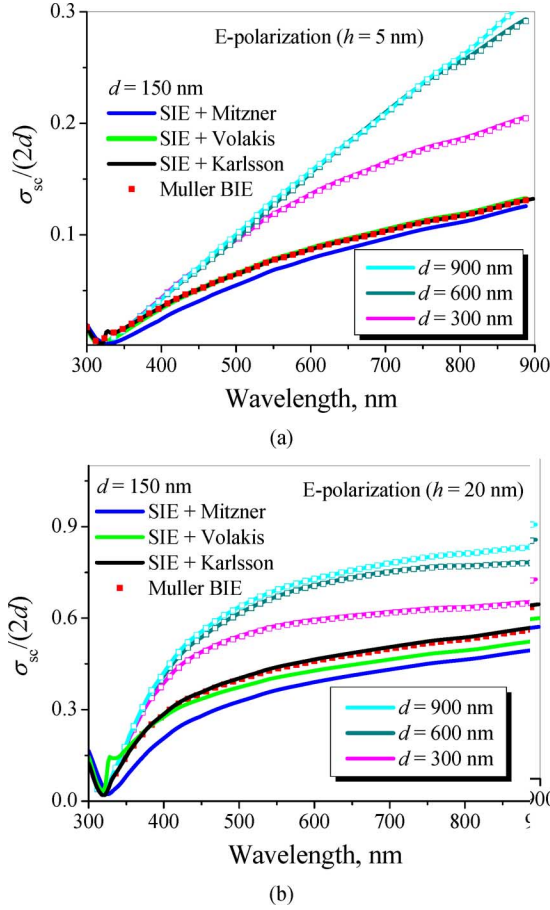 0.3
0.2
0.1
σsc/(2d)
E-polarization (h = 5 nm)
d = 150 nm
SIE + Mitzner
SIE + Volakis
SIE + Karlsson
Muller BIE
d = 900 nm
d = 600 nm
d = 300 nm
300 400 500 600 700 800 900
Wavelength, nm
(a)
0.9
0.6
0.3
0.0
σsc/(2d)
d = 150 nm
E-polarization (h = 20 nm)
SIE + Mitzner
SIE + Volakis
SIE + Karlsson
Muller BIE
d = 900 nm
d = 600 nm
d = 300 nm
300 400 500 600 700 800
Wavelength, nm
(b)